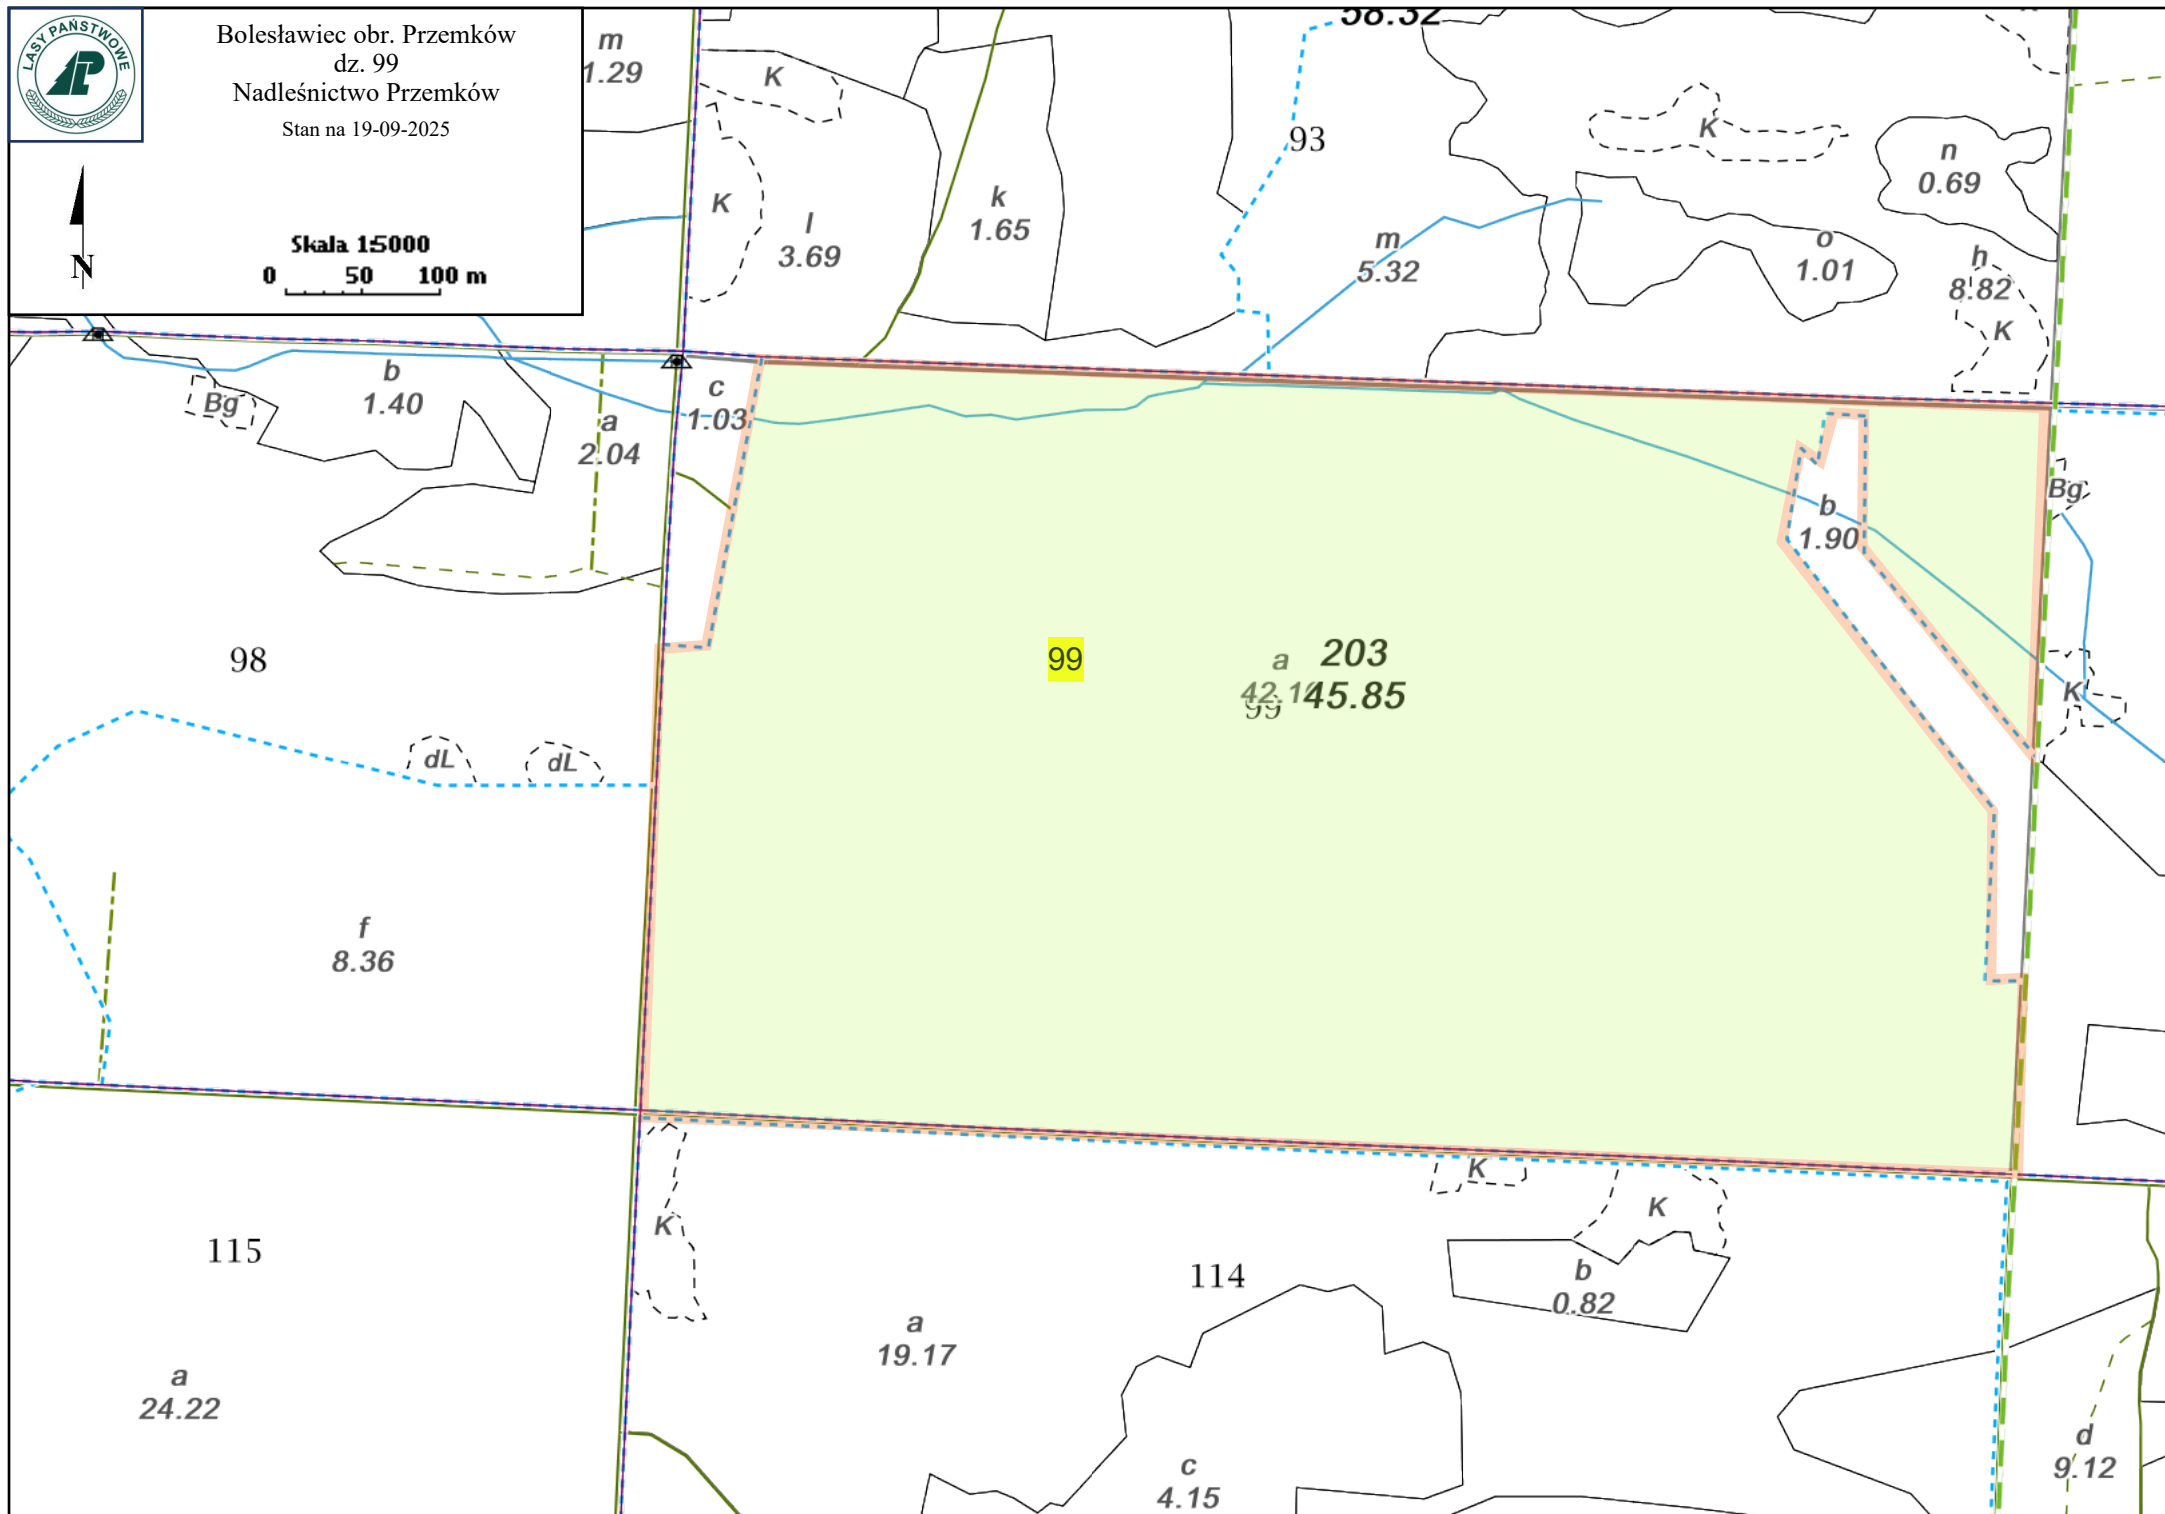 LASY PAŃSTWOWE
Bolesławiec obr. Przemków
dz. 99
Nadleśnictwo Przemków
Stan na 19-09-2025
N
Skala 1:5000
0 50 100 m
m
1.29
58.32
K
K
l
3.69
k
1.65
93
m
5.32
K
n
0.69
o
1.01
h
8.82
K
b
1.40
Bg
a
2.04
c
1.03
b
1.90
Bg
98
99
a
203
45.85
99
K
dL
dL
f
8.36
K
K
K
115
114
b
0.82
a
19.17
a
24.22
c
4.15
d
9.12